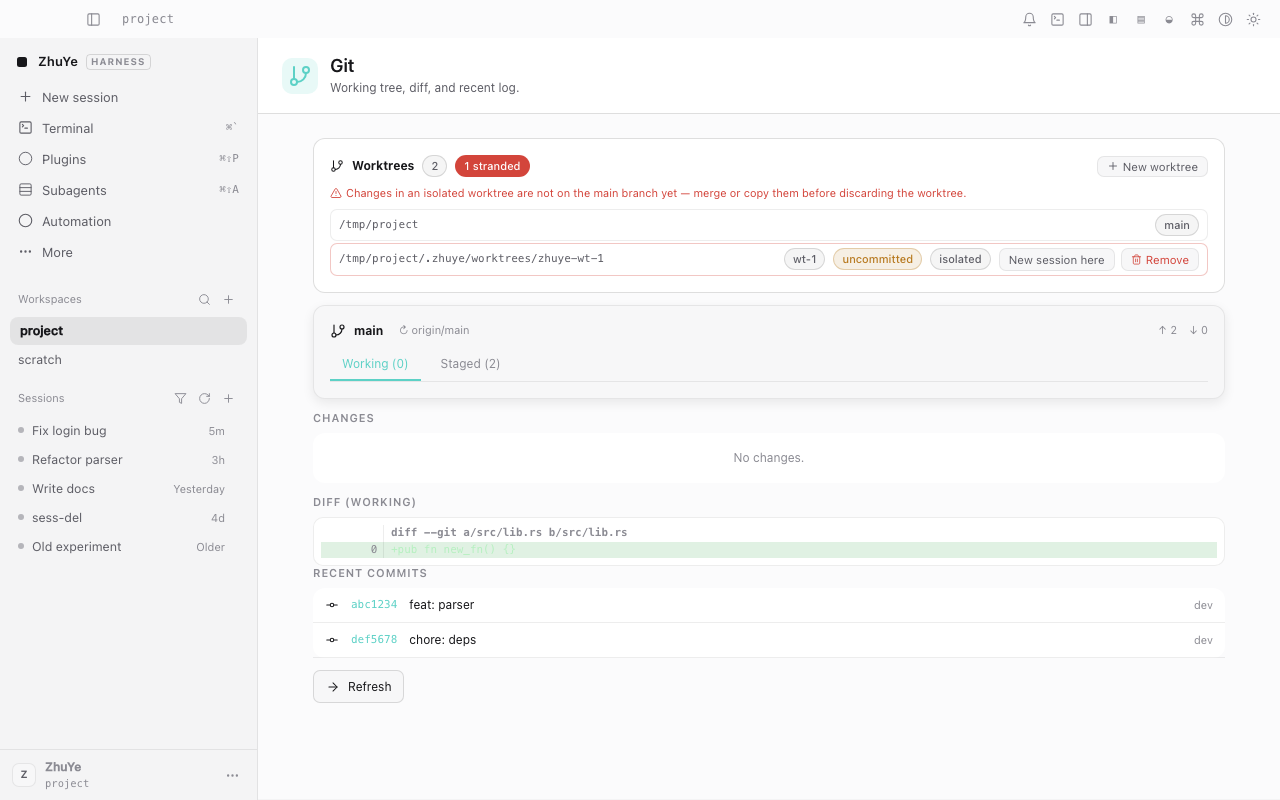 project
ZhuYe HARNESS
New session
Terminal ⌘`
Plugins ⌘⇧P
Subagents ⌘⇧A
Automation
More
Workspaces
project
scratch
Sessions
Fix login bug 5m
Refactor parser 3h
Write docs Yesterday
sess-del 4d
Old experiment Older
Z ZhuYe
project
Git
Working tree, diff, and recent log.
Worktrees 2 1 stranded New worktree
Changes in an isolated worktree are not on the main branch yet — merge or copy them before discarding the worktree.
/tmp/project main
/tmp/project/.zhuye/worktrees/zhuye-wt-1 wt-1 uncommitted isolated New session here Remove
main origin/main ↑ 2 ↓ 0
Working (0) Staged (2)
CHANGES
No changes.
DIFF (WORKING)
diff --git a/src/lib.rs b/src/lib.rs
0 +pub fn new_fn() {}
RECENT COMMITS
abc1234 feat: parser dev
def5678 chore: deps dev
Refresh